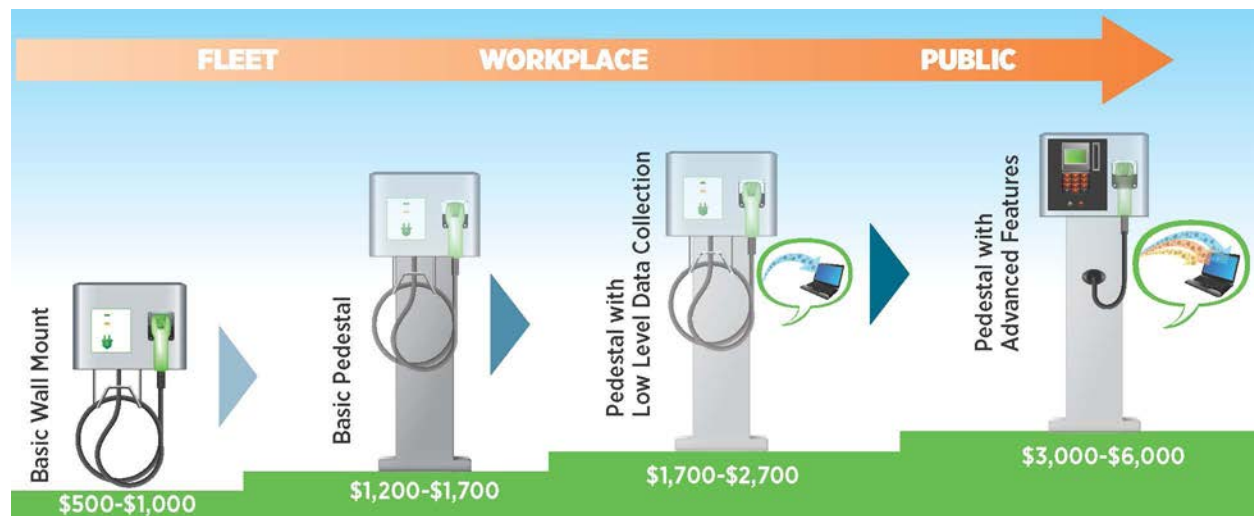 FLEET
WORKPLACE
PUBLIC
Basic Wall Mount
$500-$1,000
Basic Pedestal
$1,200-$1,700
Pedestal with
Low Level Data Collection
$1,700-$2,700
Pedestal with
Advanced Features
$3,000-$6,000